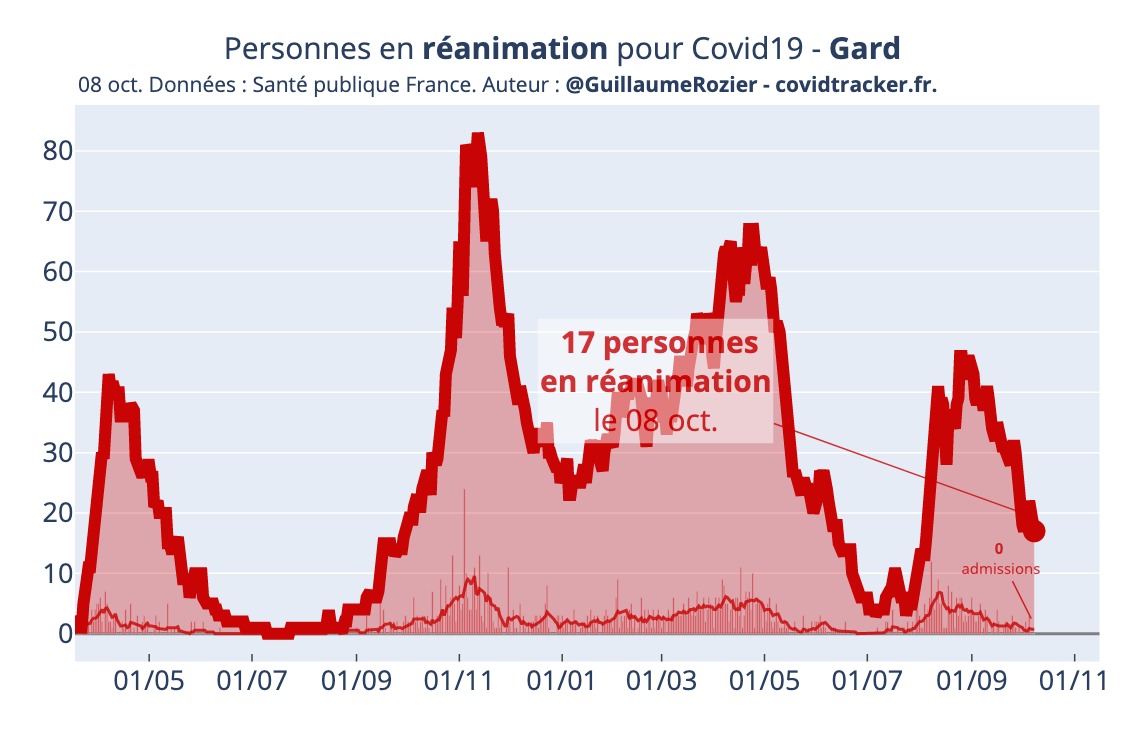 Personnes en réanimation pour Covid19 - Gard
08 oct. Données : Santé publique France. Auteur : @GuillaumeRozier - covidtracker.fr.
80
70
60
50
40
30
20
10
0
17 personnes
en réanimation
le 08 oct.
0
admissions
01/05 01/07 01/09 01/11 01/01 01/03 01/05 01/07 01/09 01/11